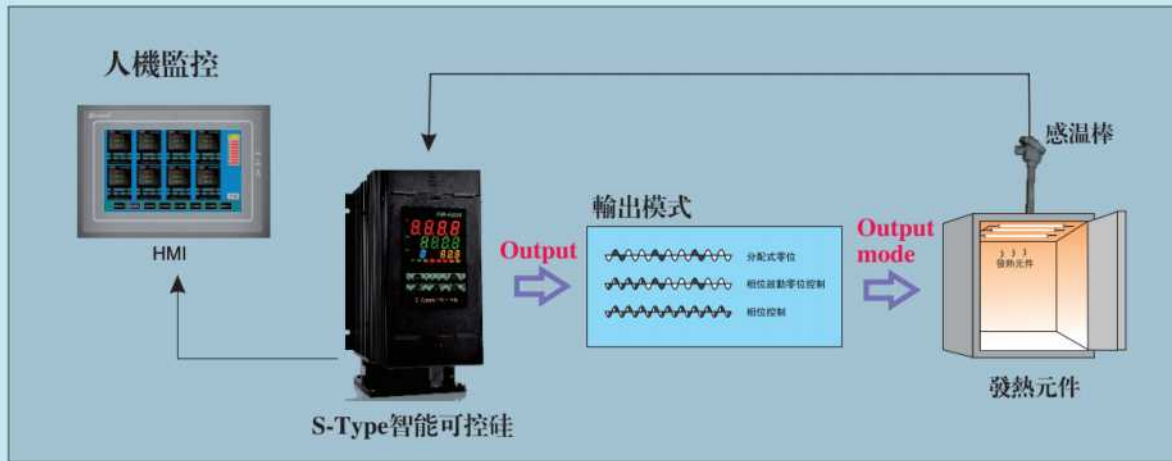 人機監控
HMI
S-Type智能可控硅
Output
輸出模式
分配式零位
相位啟動零位控制
相位控制
Output
mode
感温棒
發熱元件
發熱元件